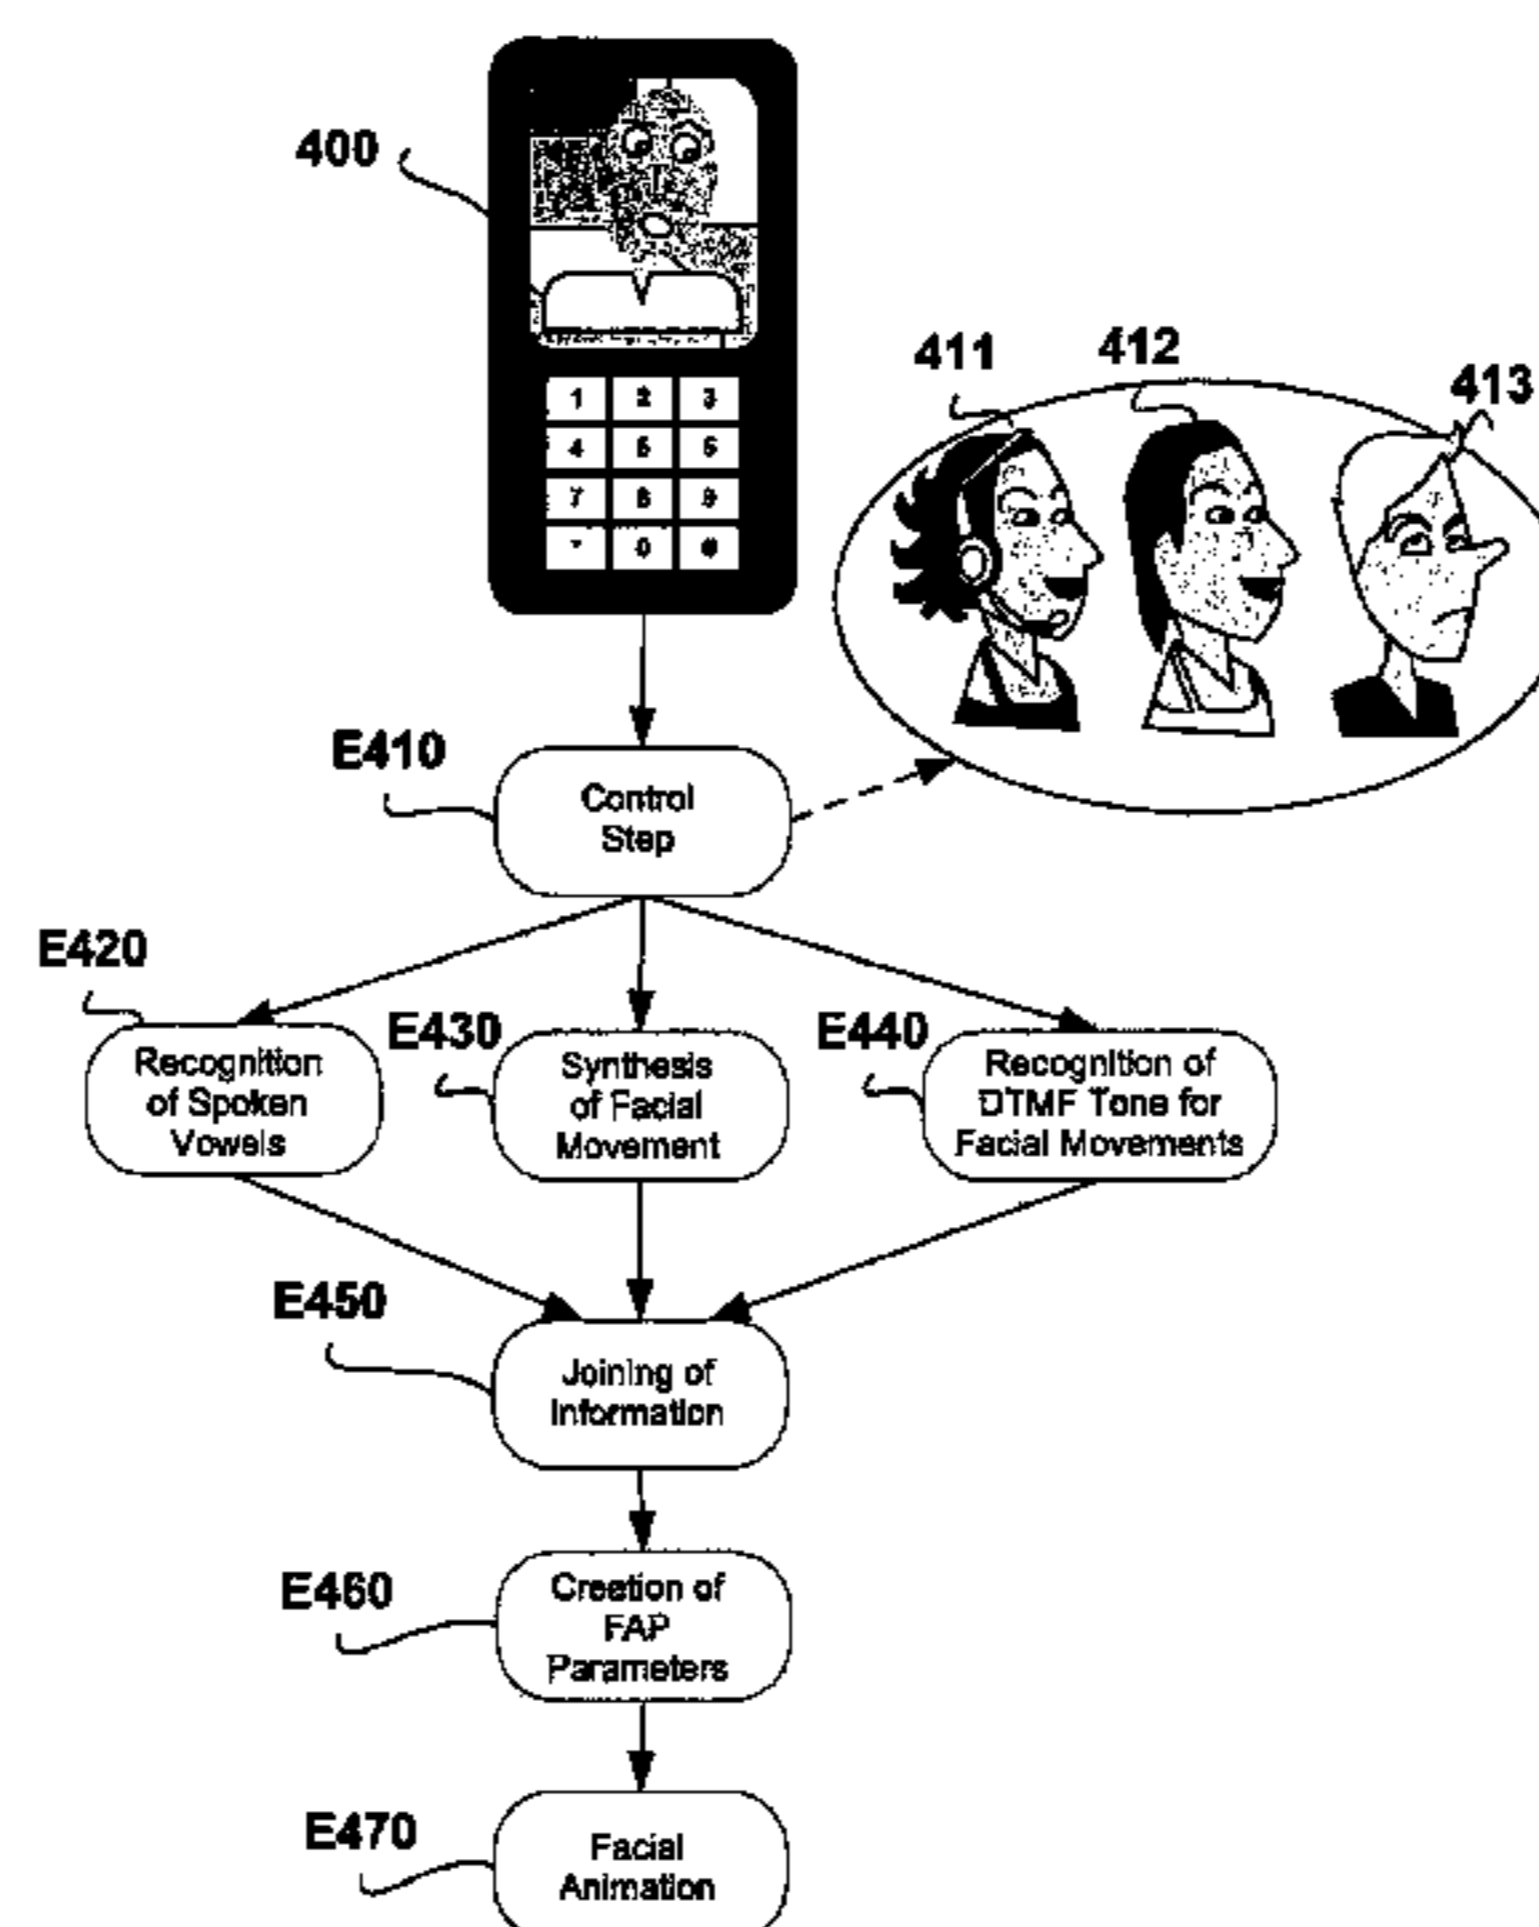 400
1 2 3
4 5 6
7 8 9
* 0 #
411
412
413
E410
Control
Step
E420
Recognition
of Spoken
Vowels
E430
Synthesis
of Facial
Movement
E440
Recognition of
DTMF Tone for
Facial Movements
E450
Joining of
Information
E460
Creation of
FAP
Parameters
E470
Facial
Animation